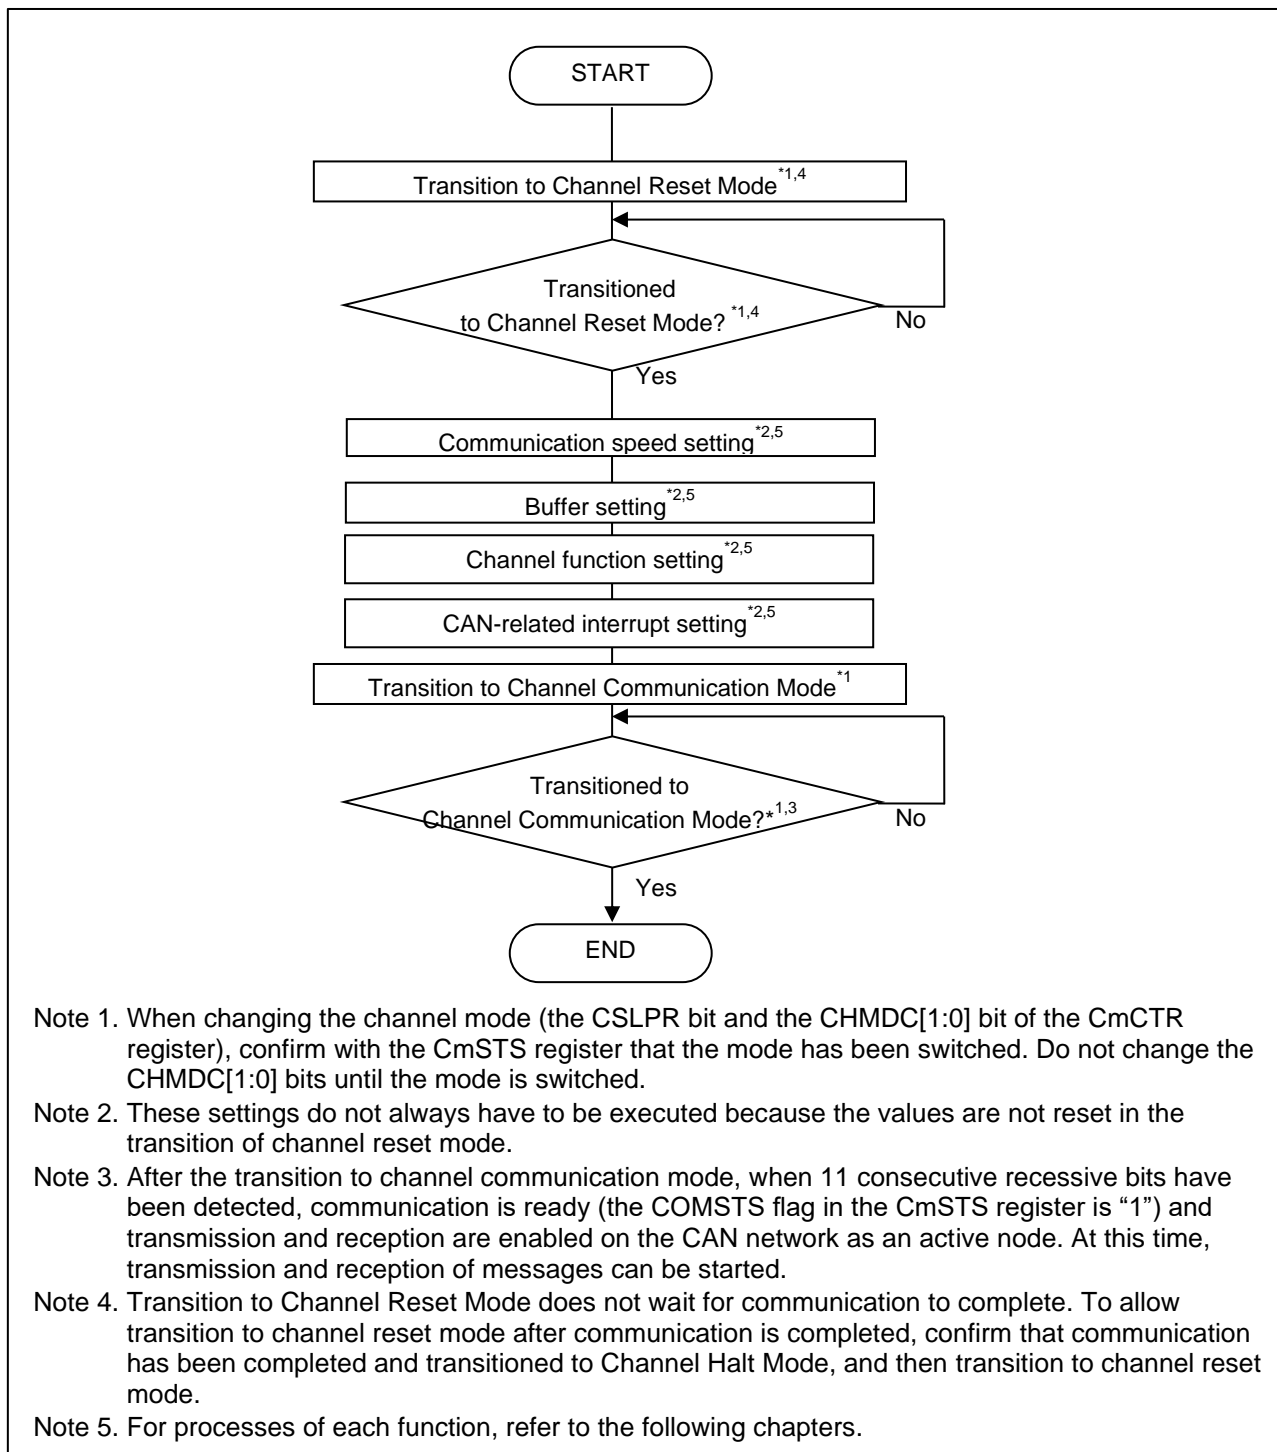 START
Transition to Channel Reset Mode*1,4
Transitioned
to Channel Reset Mode? *1,4
No
Yes
Communication speed setting*2,5
Buffer setting*2,5
Channel function setting*2,5
CAN-related interrupt setting*2,5
Transition to Channel Communication Mode*1
Transitioned to
Channel Communication Mode?*1,3
No
Yes
END
Note 1. When changing the channel mode (the CSLPR bit and the CHMDC[1:0] bit of the CmCTR
register), confirm with the CmSTS register that the mode has been switched. Do not change the
CHMDC[1:0] bits until the mode is switched.
Note 2. These settings do not always have to be executed because the values are not reset in the
transition of channel reset mode.
Note 3. After the transition to channel communication mode, when 11 consecutive recessive bits have
been detected, communication is ready (the COMSTS flag in the CmSTS register is “1”) and
transmission and reception are enabled on the CAN network as an active node. At this time,
transmission and reception of messages can be started.
Note 4. Transition to Channel Reset Mode does not wait for communication to complete. To allow
transition to channel reset mode after communication is completed, confirm that communication
has been completed and transitioned to Channel Halt Mode, and then transition to channel reset
mode.
Note 5. For processes of each function, refer to the following chapters.